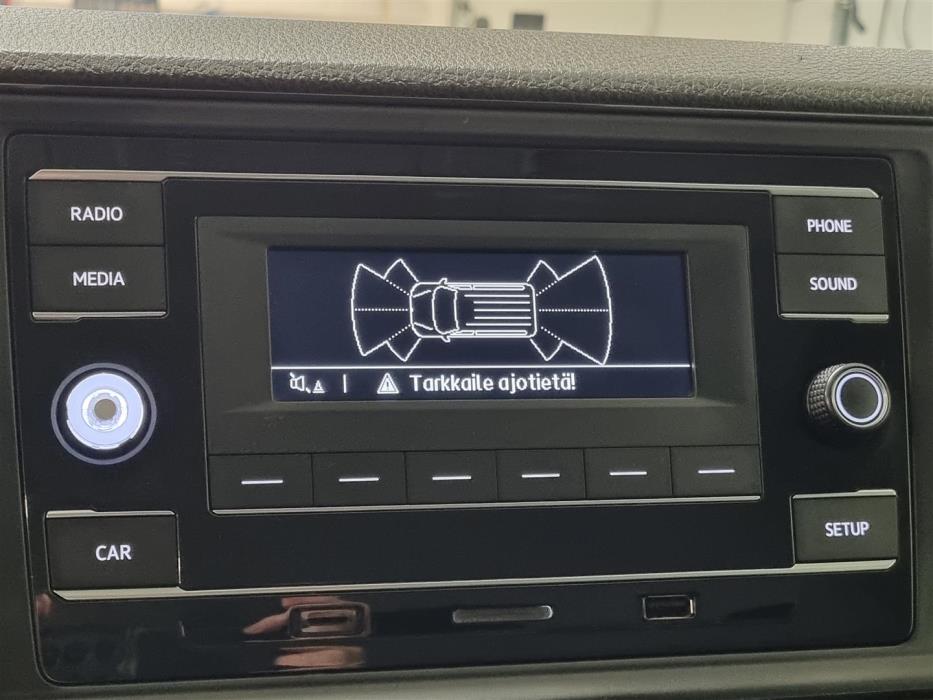 RADIO
PHONE
MEDIA
SOUND
Tarkkaile ajotietä!
CAR
SETUP